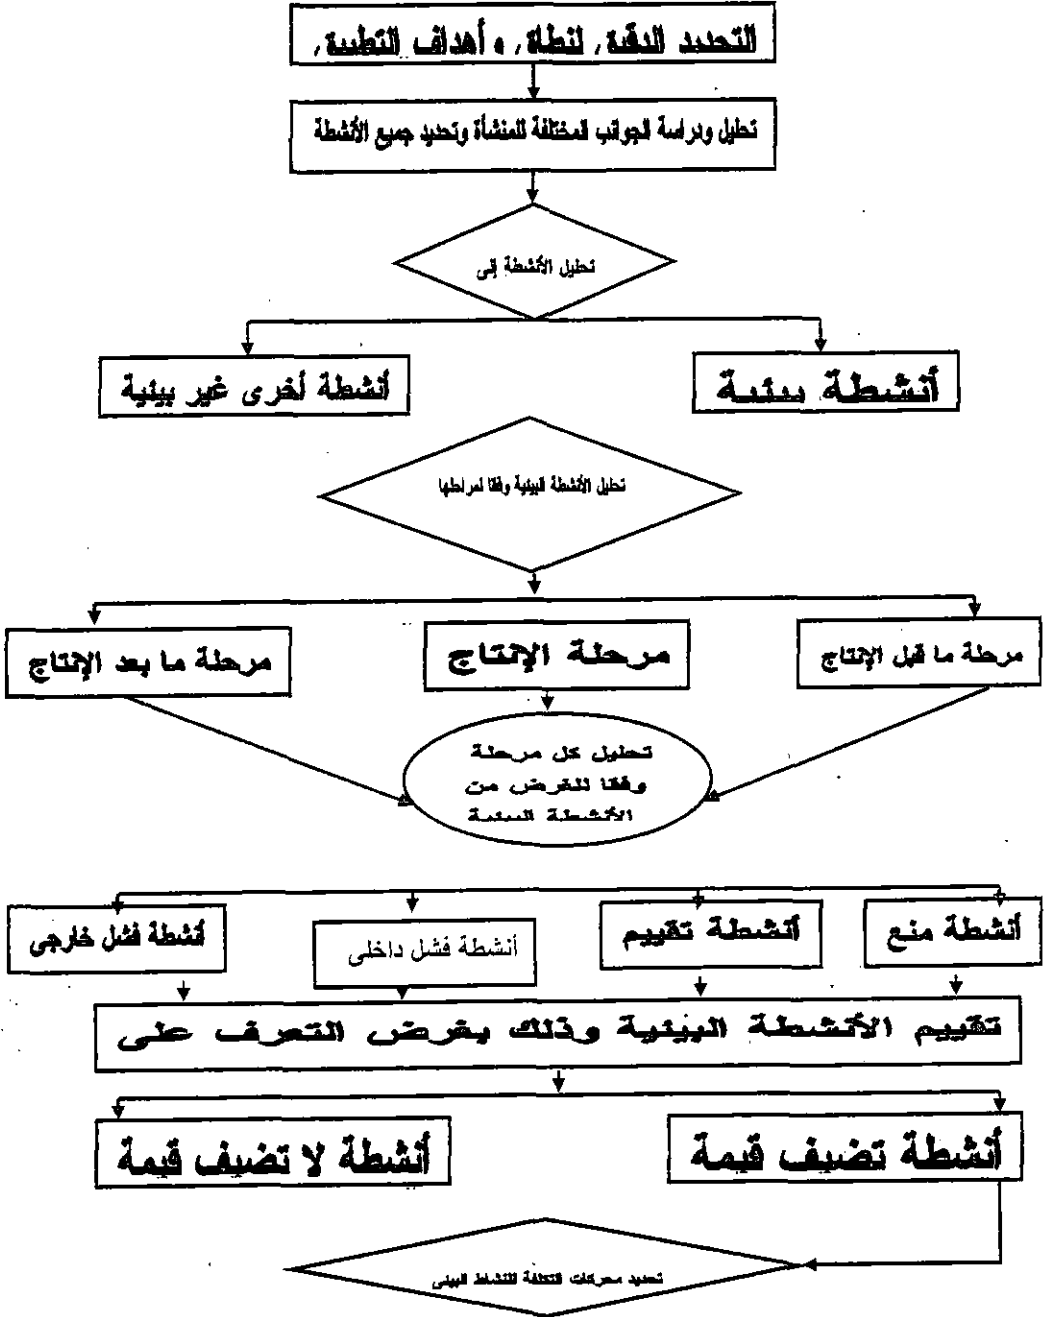 التحديد الدقيق لنطاق وأهداف التطبيق
تحليل ودراسة الجوانب المختلفة للمنشأة وتحديد جميع الأنشطة
تحليل الأنشطة إلى
أنشطة بيئية
أنشطة أخرى غير بيئية
تحليل الأنشطة البيئية وفقا لمراحلها
مرحلة ما قبل الإنتاج
مرحلة الإنتاج
مرحلة ما بعد الإنتاج
تحليل كل مرحلة
وفقا للغرض من
الأنشطة البيئية
أنشطة منع
أنشطة تقييم
أنشطة فشل داخلى
أنشطة فشل خارجى
تقييم الأنشطة البيئية وذلك بغرض التعرف على
أنشطة تضيف قيمة
أنشطة لا تضيف قيمة
تحديد محركات التكلفة للنشاط البيئى